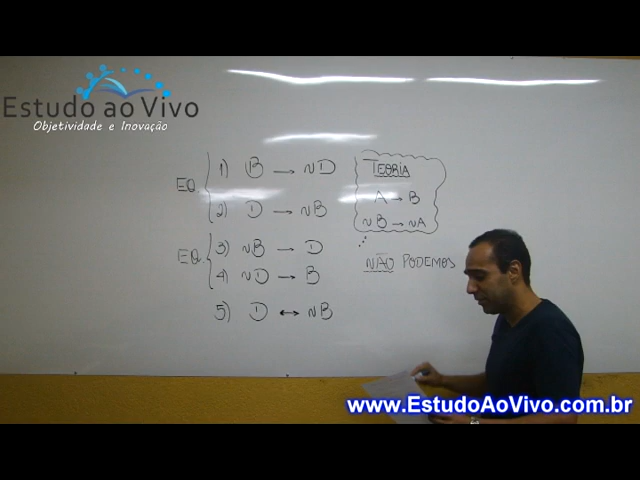 Estudo ao Vivo
Objetividade e Inovação
EQ
1) B → ~D
2) D → ~B
EQ
3) ~B → D
4) ~D → B
5) D ↔ ~B
TEORIA
A → B
~B → ~A
NÃO PODEMOS
www.EstudoAoVivo.com.br